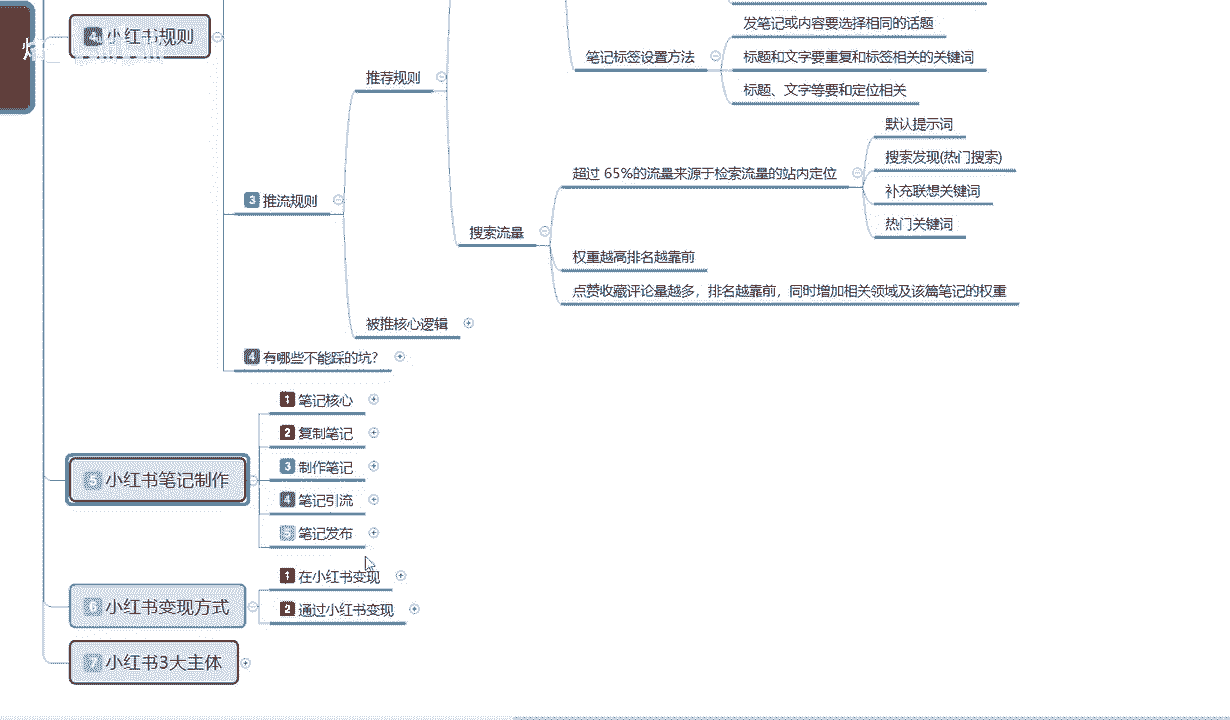 4 小红书规则
发笔记或内容要选择相同的话题
笔记标签设置方法
标题和文字要重复和标签相关的关键词
标题、文字等要和定位相关
推荐规则
默认提示词
搜索发现(热门搜索)
超过 65%的流量来源于检索流量的站内定位
补充联想关键词
热门关键词
3 推流规则
搜索流量
权重越高排名越靠前
点赞收藏评论量越多，排名越靠前，同时增加相关领域及该篇笔记的权重
被推核心逻辑
4 有哪些不能踩的坑?
1 笔记核心
2 复制笔记
3 制作笔记
5 小红书笔记制作
4 笔记引流
5 笔记发布
1 在小红书变现
6 小红书变现方式
2 通过小红书变现
7 小红书3大主体